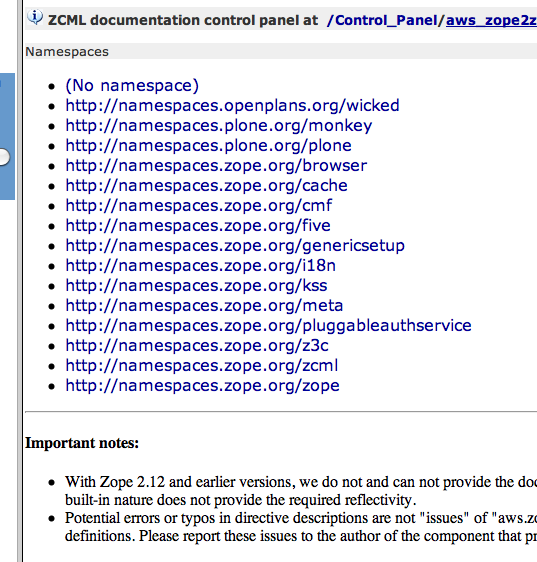 ZCML documentation control panel at /Control_Panel/aws_zope2z
Namespaces
(No namespace)
http://namespaces.openplans.org/wicked
http://namespaces.plone.org/monkey
http://namespaces.plone.org/plone
http://namespaces.zope.org/browser
http://namespaces.zope.org/cache
http://namespaces.zope.org/cmf
http://namespaces.zope.org/five
http://namespaces.zope.org/genericsetup
http://namespaces.zope.org/i18n
http://namespaces.zope.org/kss
http://namespaces.zope.org/meta
http://namespaces.zope.org/pluggableauthservice
http://namespaces.zope.org/z3c
http://namespaces.zope.org/zcml
http://namespaces.zope.org/zope
Important notes:
With Zope 2.12 and earlier versions, we do not and can not provide the doc
built-in nature does not provide the required reflectivity.
Potential errors or typos in directive descriptions are not "issues" of "aws.zo
definitions. Please report these issues to the author of the component that pr